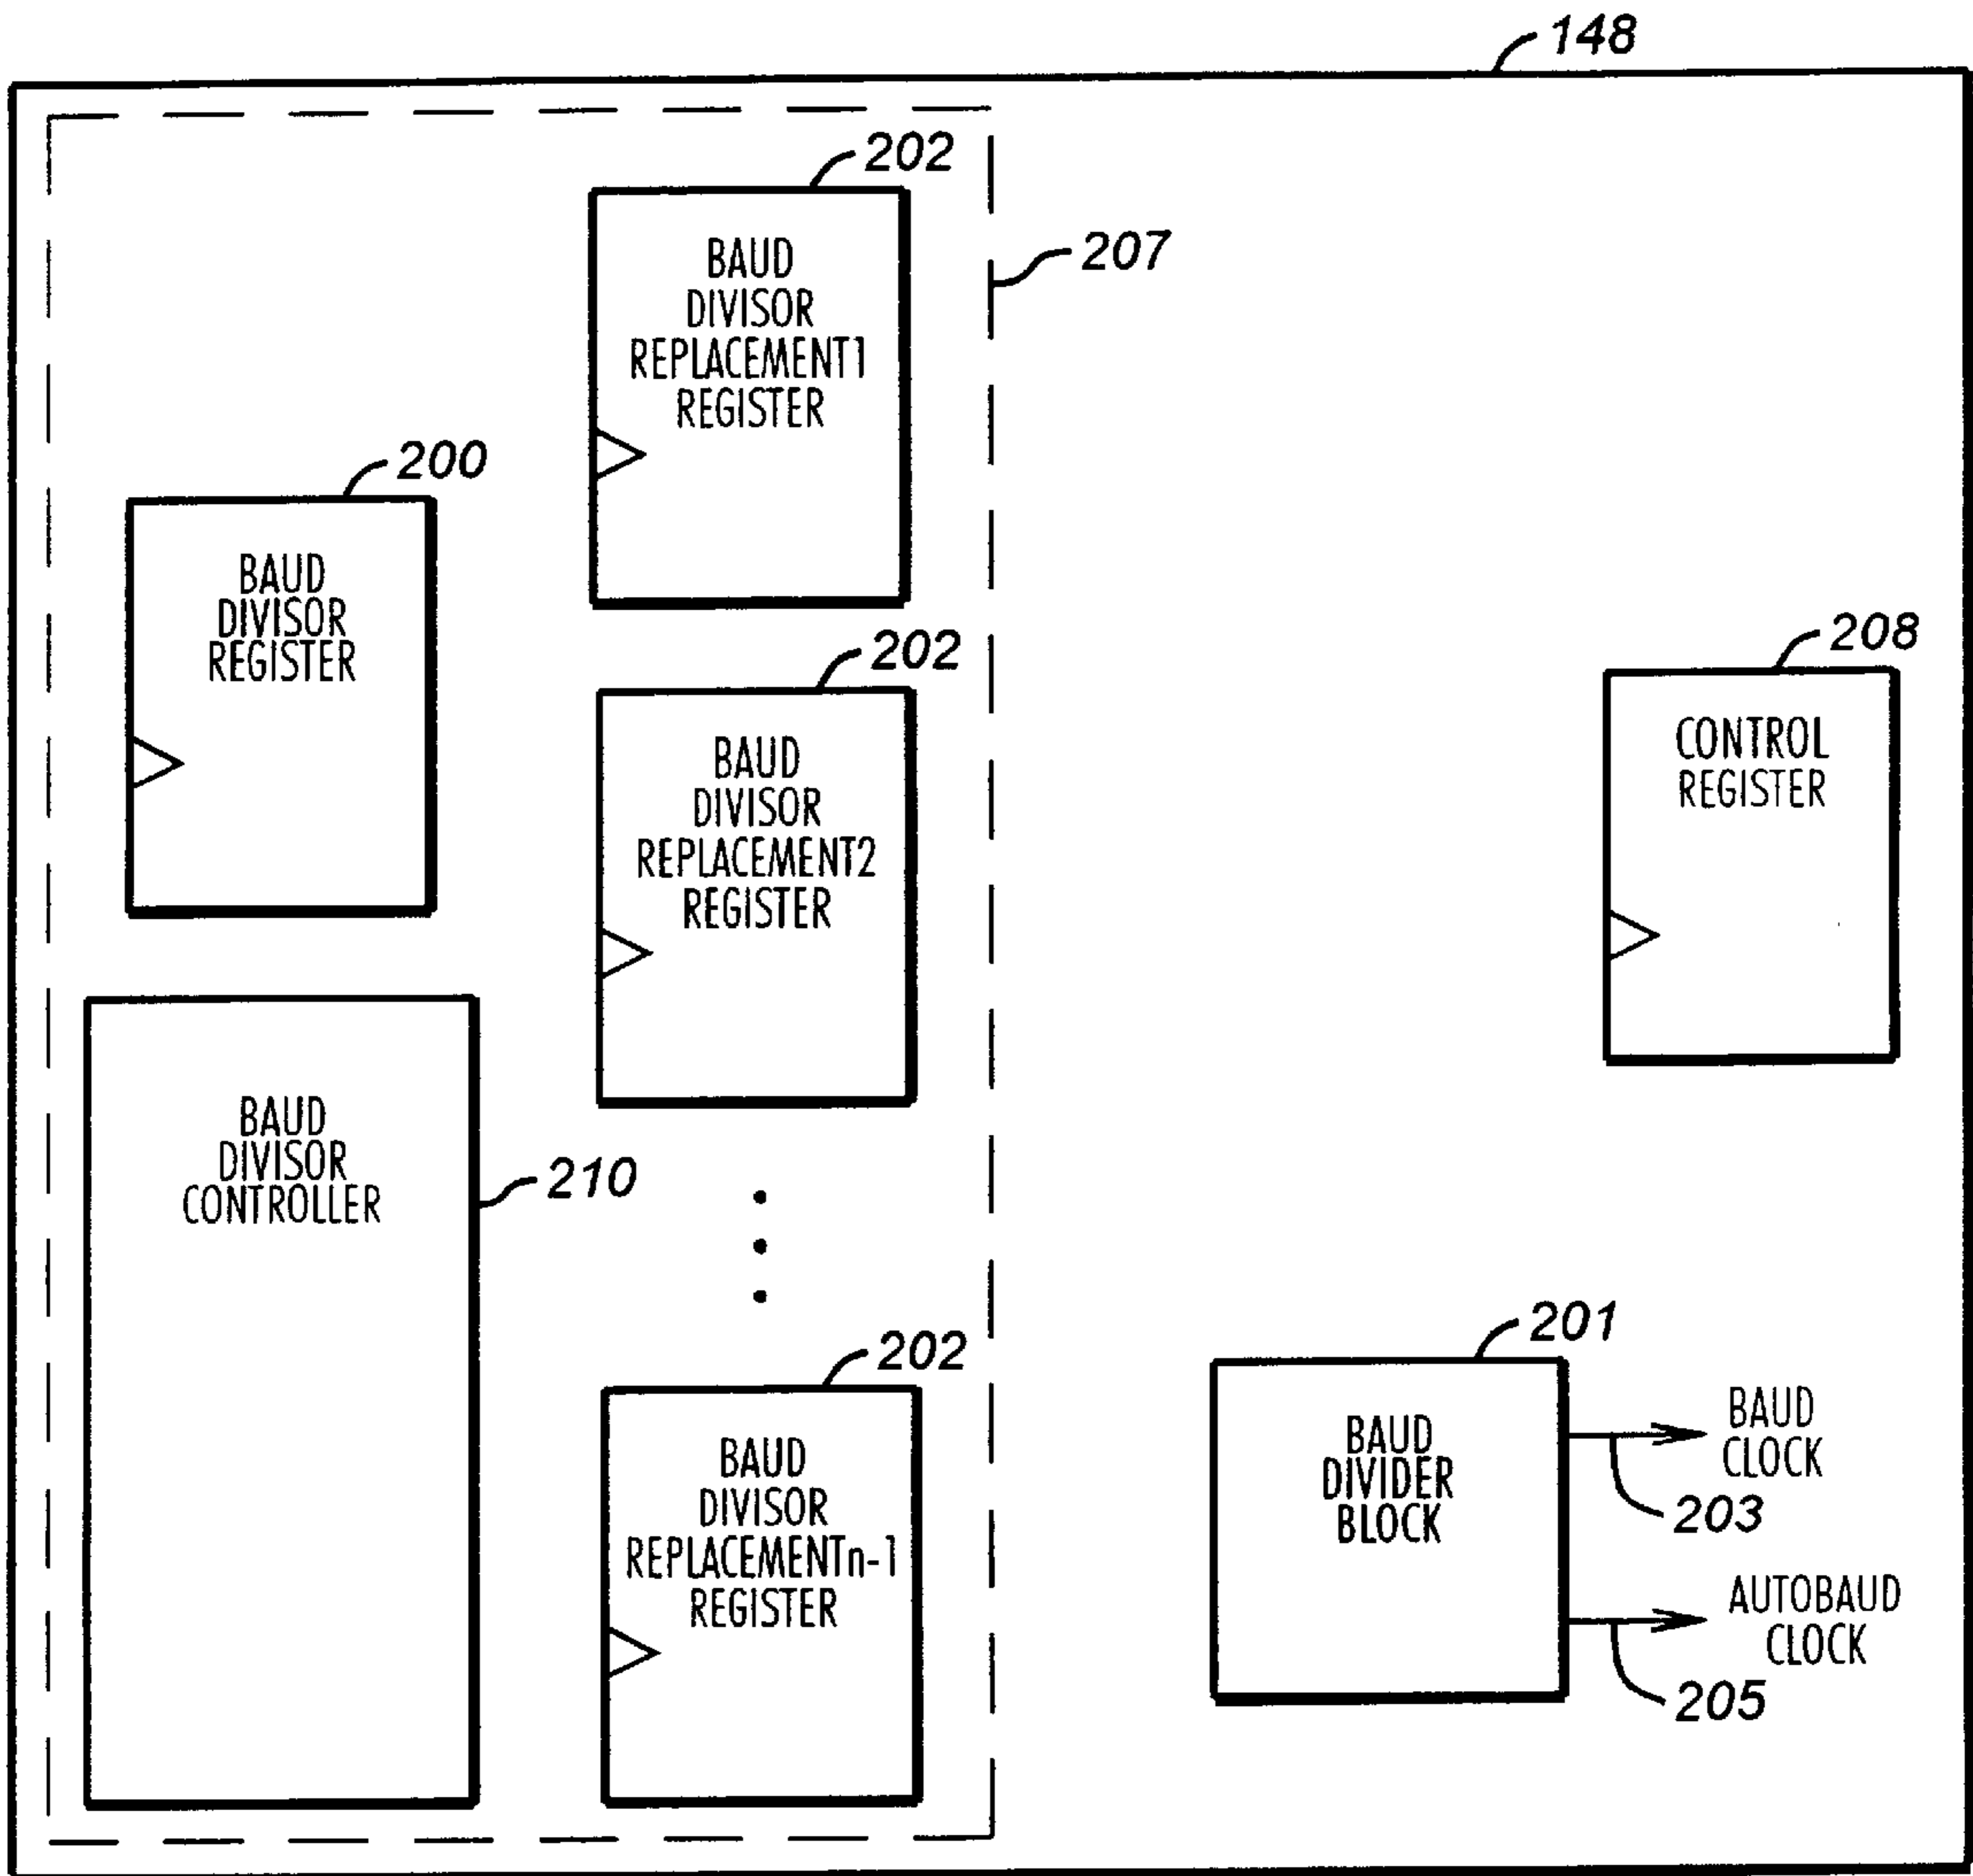 148
202
BAUD
DIVISOR
REPLACEMENT1
REGISTER
207
200
BAUD
DIVISOR
REGISTER
202
BAUD
DIVISOR
REPLACEMENT2
REGISTER
208
CONTROL
REGISTER
BAUD
DIVISOR
CONTROLLER
210
202
BAUD
DIVISOR
REPLACEMENTn-1
REGISTER
201
BAUD
DIVIDER
BLOCK
BAUD
CLOCK
203
AUTOBAUD
CLOCK
205